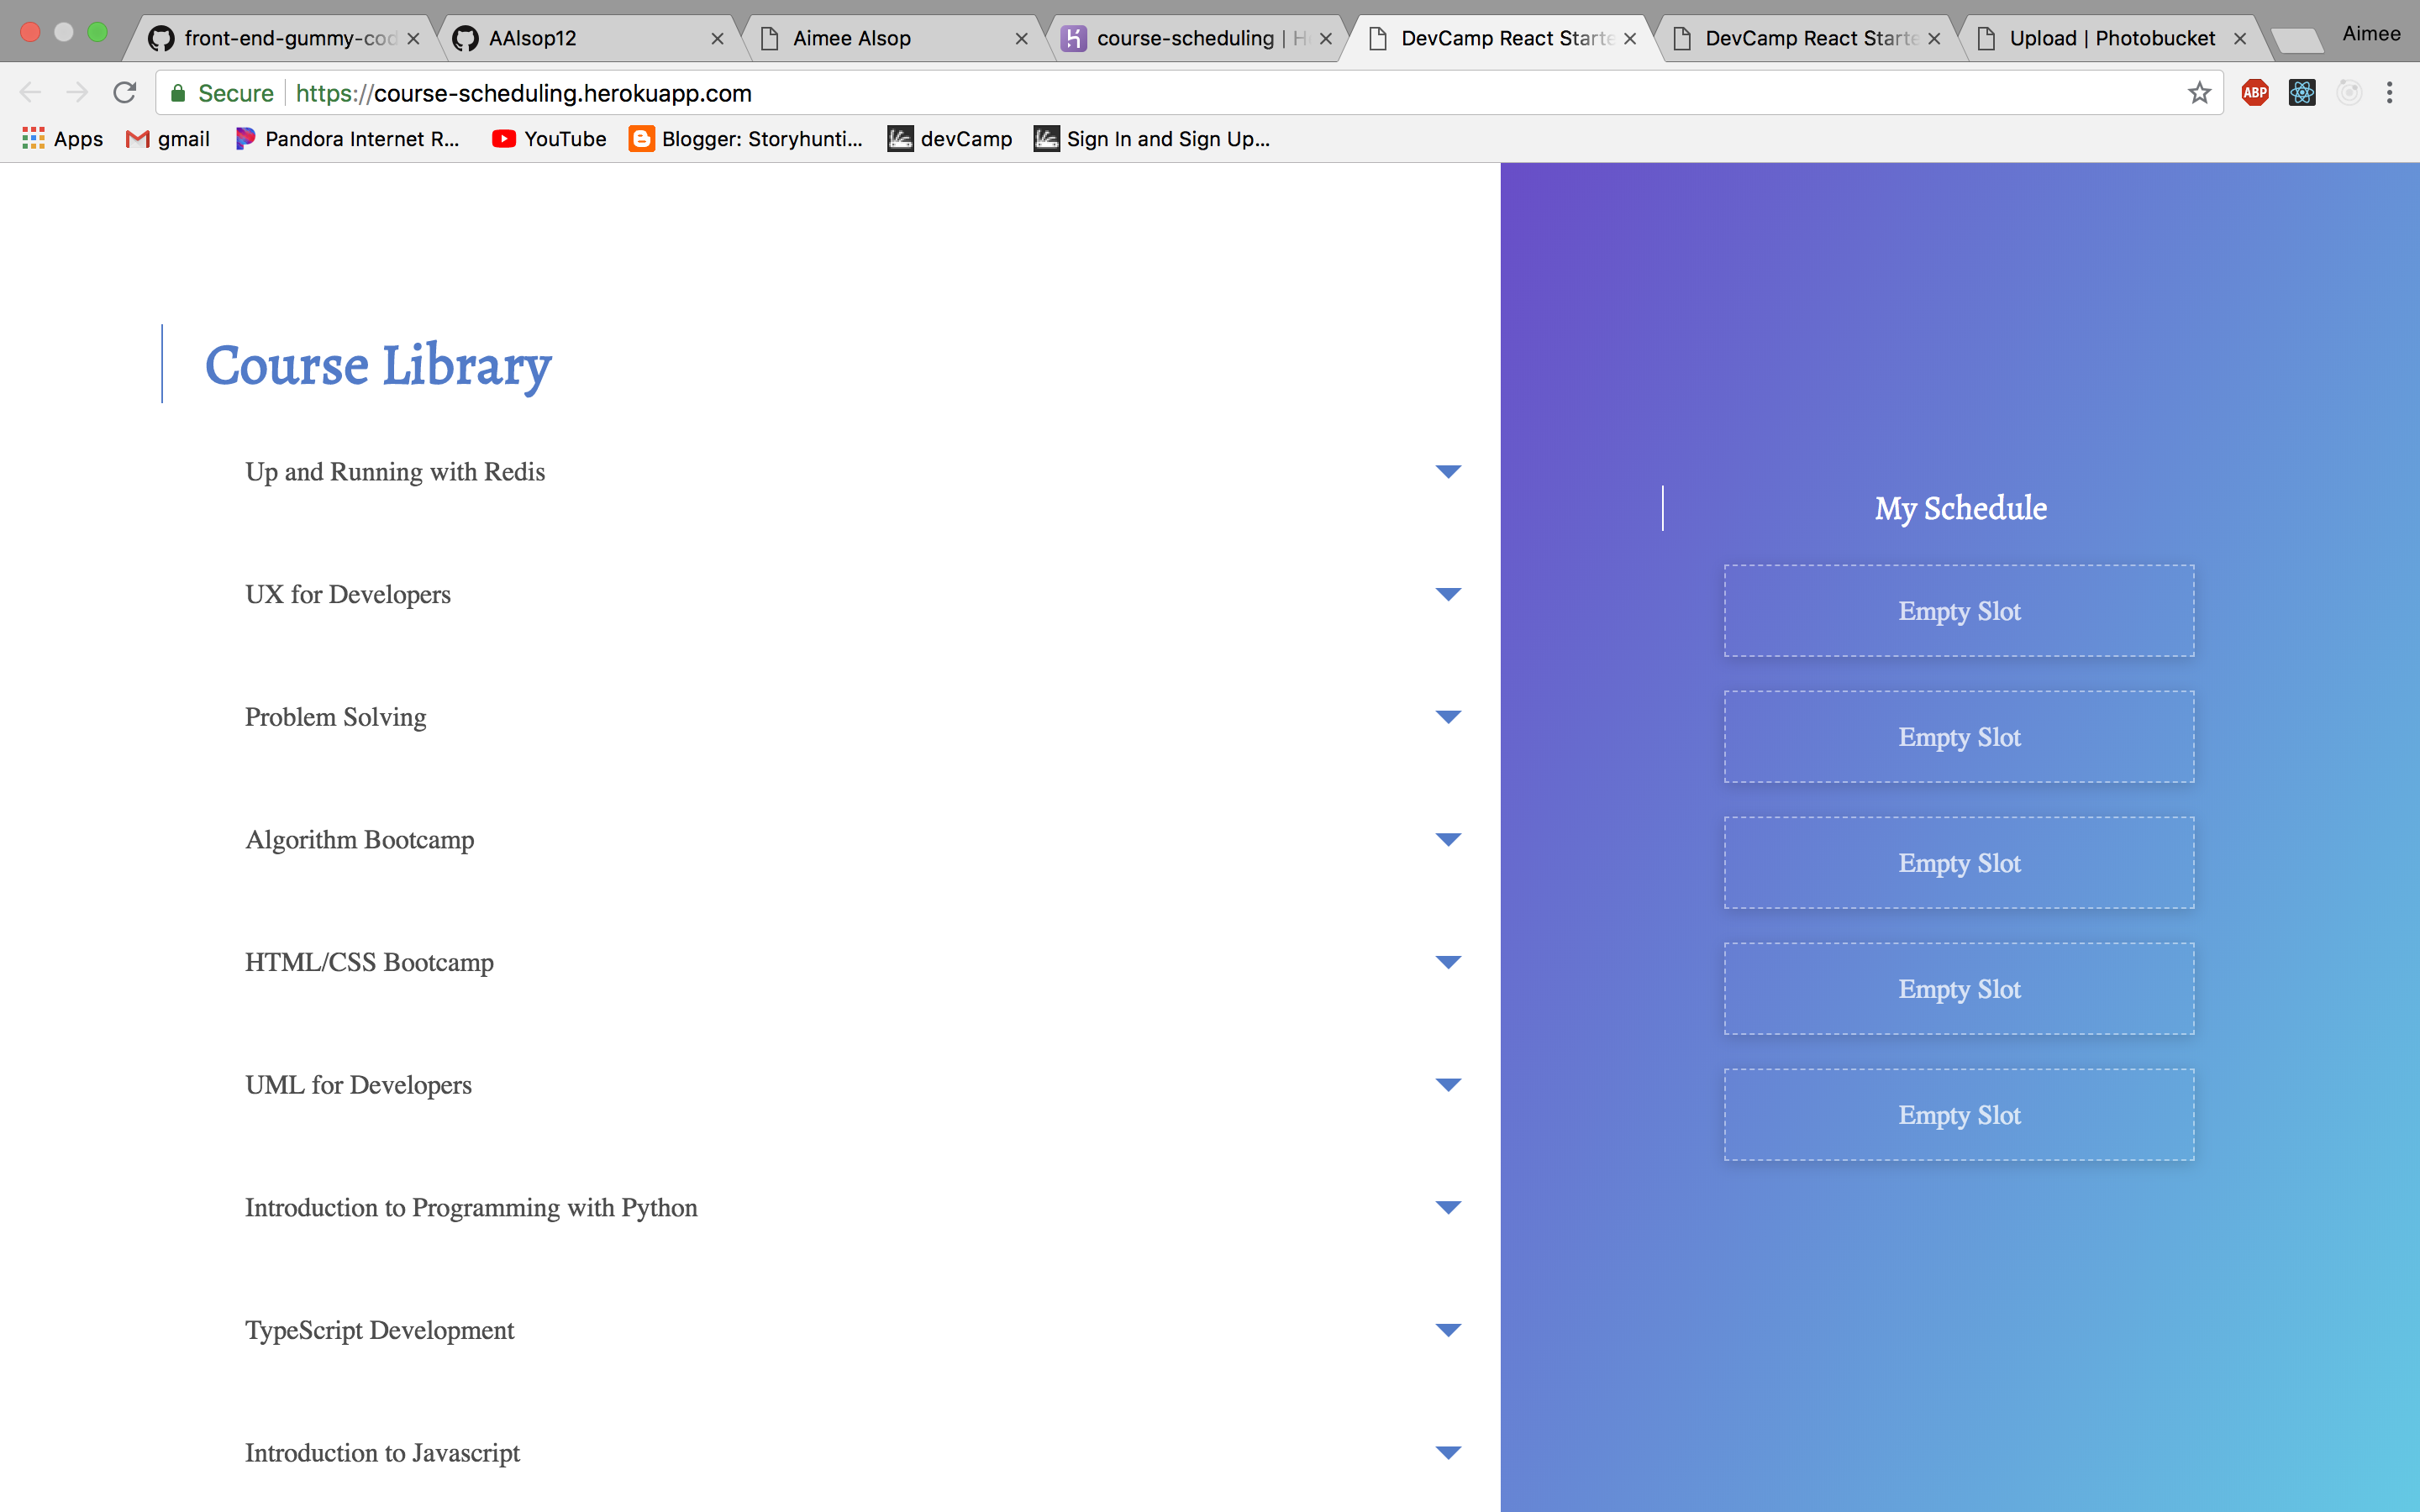 front-end-gummy-cod
AAlsop12
Aimee Alsop
course-scheduling | He
DevCamp React Starte
DevCamp React Starte
Upload | Photobucket
Aimee
Secure https://course-scheduling.herokuapp.com
ABP
Apps
gmail
Pandora Internet R...
YouTube
Blogger: Storyhunti...
devCamp
Sign In and Sign Up...
Course Library
Up and Running with Redis
UX for Developers
Problem Solving
Algorithm Bootcamp
HTML/CSS Bootcamp
UML for Developers
Introduction to Programming with Python
TypeScript Development
Introduction to Javascript
My Schedule
Empty Slot
Empty Slot
Empty Slot
Empty Slot
Empty Slot